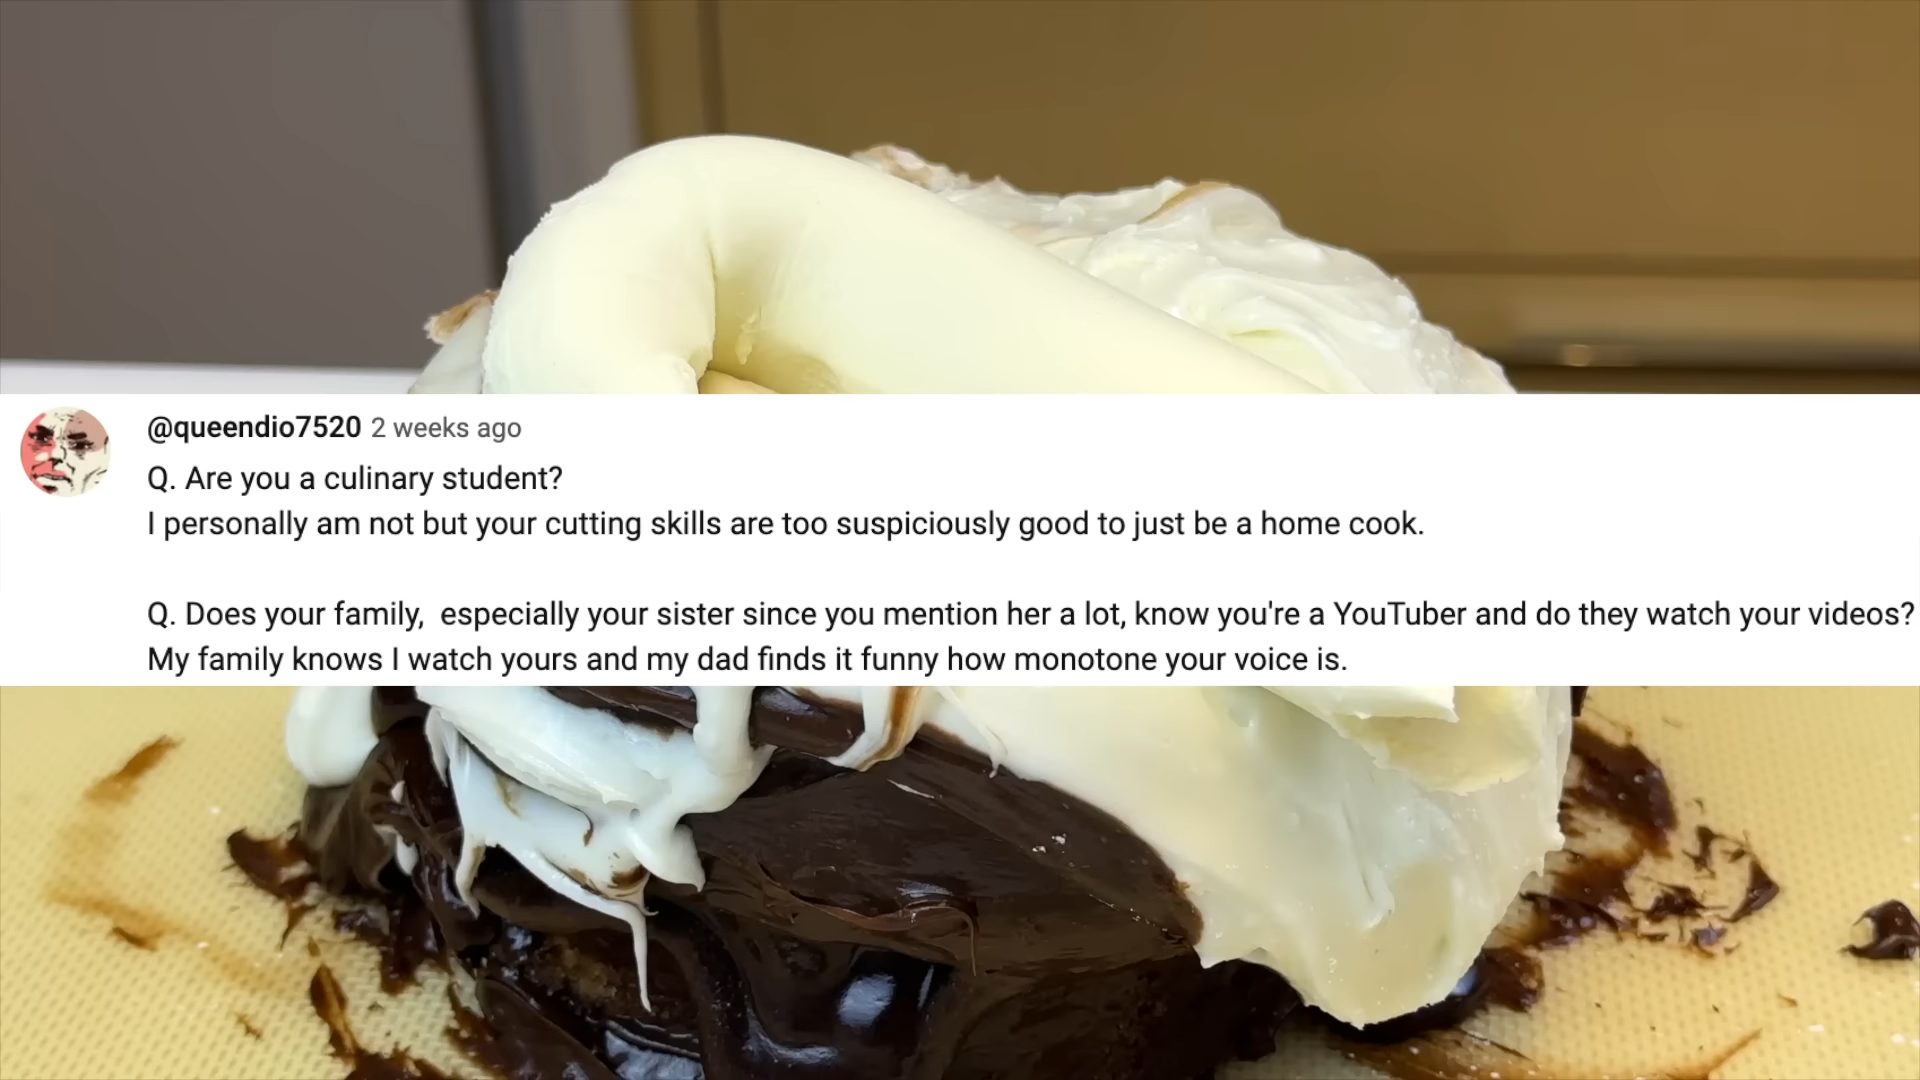 @queendio7520 2 weeks ago
Q. Are you a culinary student?
I personally am not but your cutting skills are too suspiciously good to just be a home cook.
Q. Does your family,  especially your sister since you mention her a lot, know you're a YouTuber and do they watch your videos?
My family knows I watch yours and my dad finds it funny how monotone your voice is.